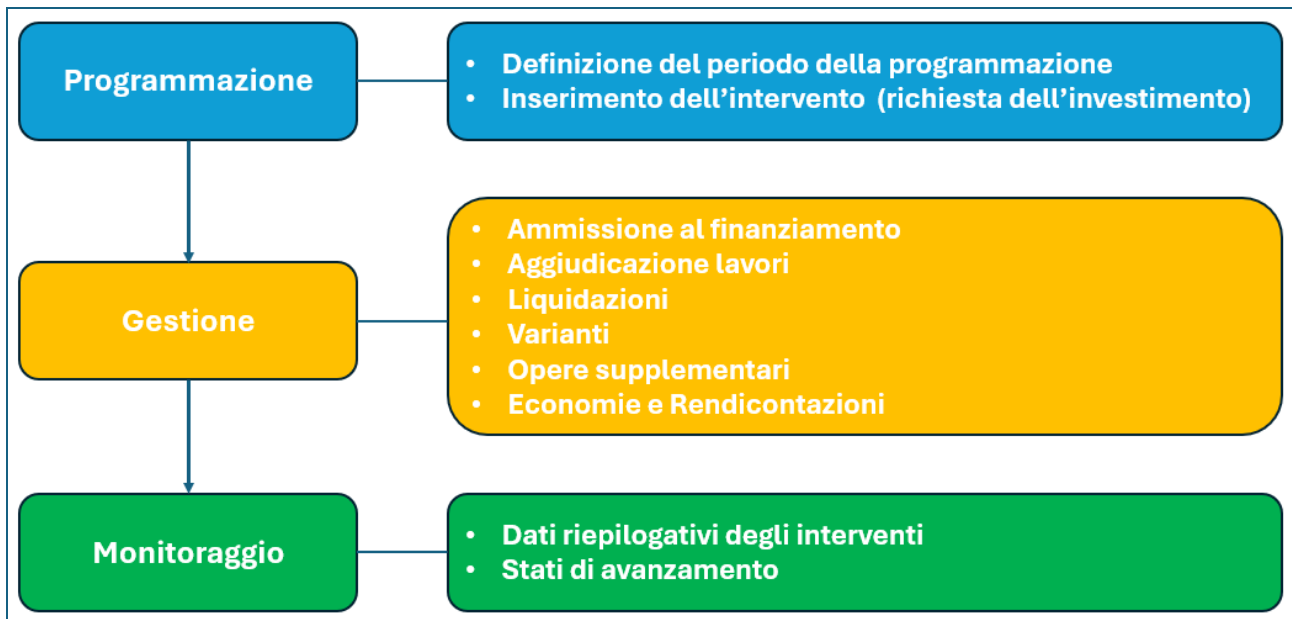 Programmazione
• Definizione del periodo della programmazione
• Inserimento dell’intervento (richiesta dell’investimento)
Gestione
• Ammissione al finanziamento
• Aggiudicazione lavori
• Liquidazioni
• Varianti
• Opere supplementari
• Economie e Rendicontazioni
Monitoraggio
• Dati riepilogativi degli interventi
• Stati di avanzamento